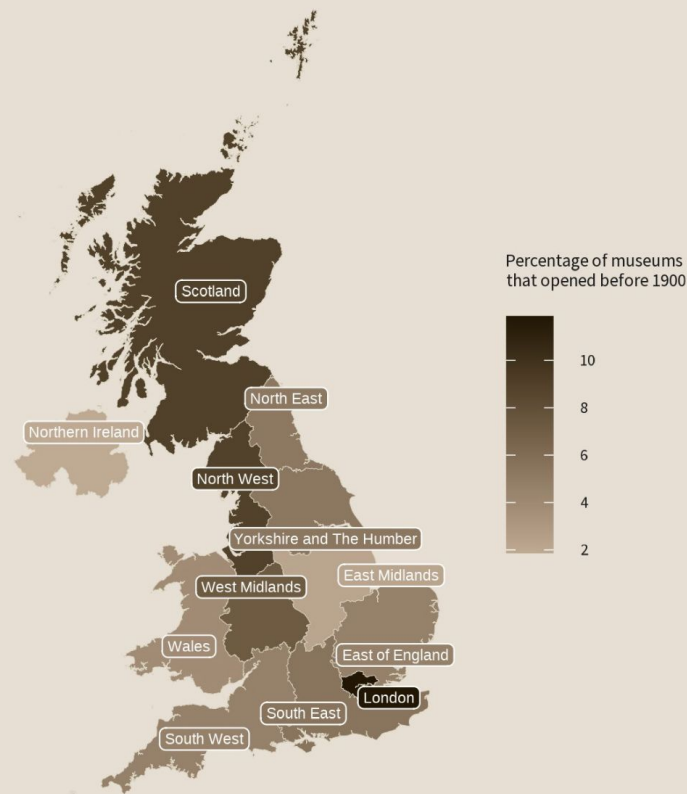 Percentage of museums
that opened before 1900
10
8
6
4
2
Scotland
North East
Northern Ireland
North West
Yorkshire and The Humber
East Midlands
West Midlands
Wales
East of England
London
South East
South West